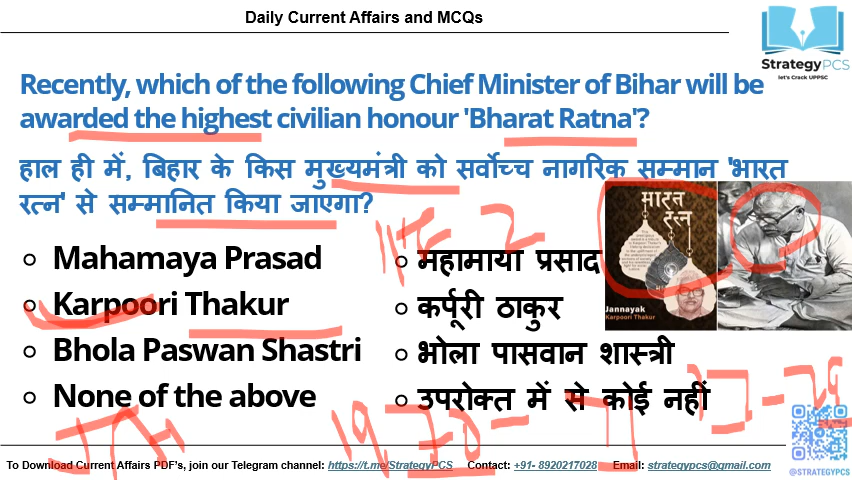 Daily Current Affairs and MCQs
StrategyPCS
let's Crack UPPSC
Recently, which of the following Chief Minister of Bihar will be
awarded the highest civilian honour 'Bharat Ratna'?
हाल ही में, बिहार के किस मुख्यमंत्री को सर्वोच्च नागरिक सम्मान 'भारत
रत्न' से सम्मानित किया जाएगा?
भारत
रत्न
Jannayak
Karpoori Thakur
○ Mahamaya Prasad
○ Karpoori Thakur
○ Bhola Paswan Shastri
○ None of the above
○ महामाया प्रसाद
○ कर्पूरी ठाकुर
○ भोला पासवान शास्त्री
○ उपरोक्त में से कोई नहीं
1970-71
77-79
To Download Current Affairs PDF's, join our Telegram channel: https://t.me/StrategyPCS Contact: +91- 8920217028 Email: strategypcs@gmail.com
@STRATEGYPCS